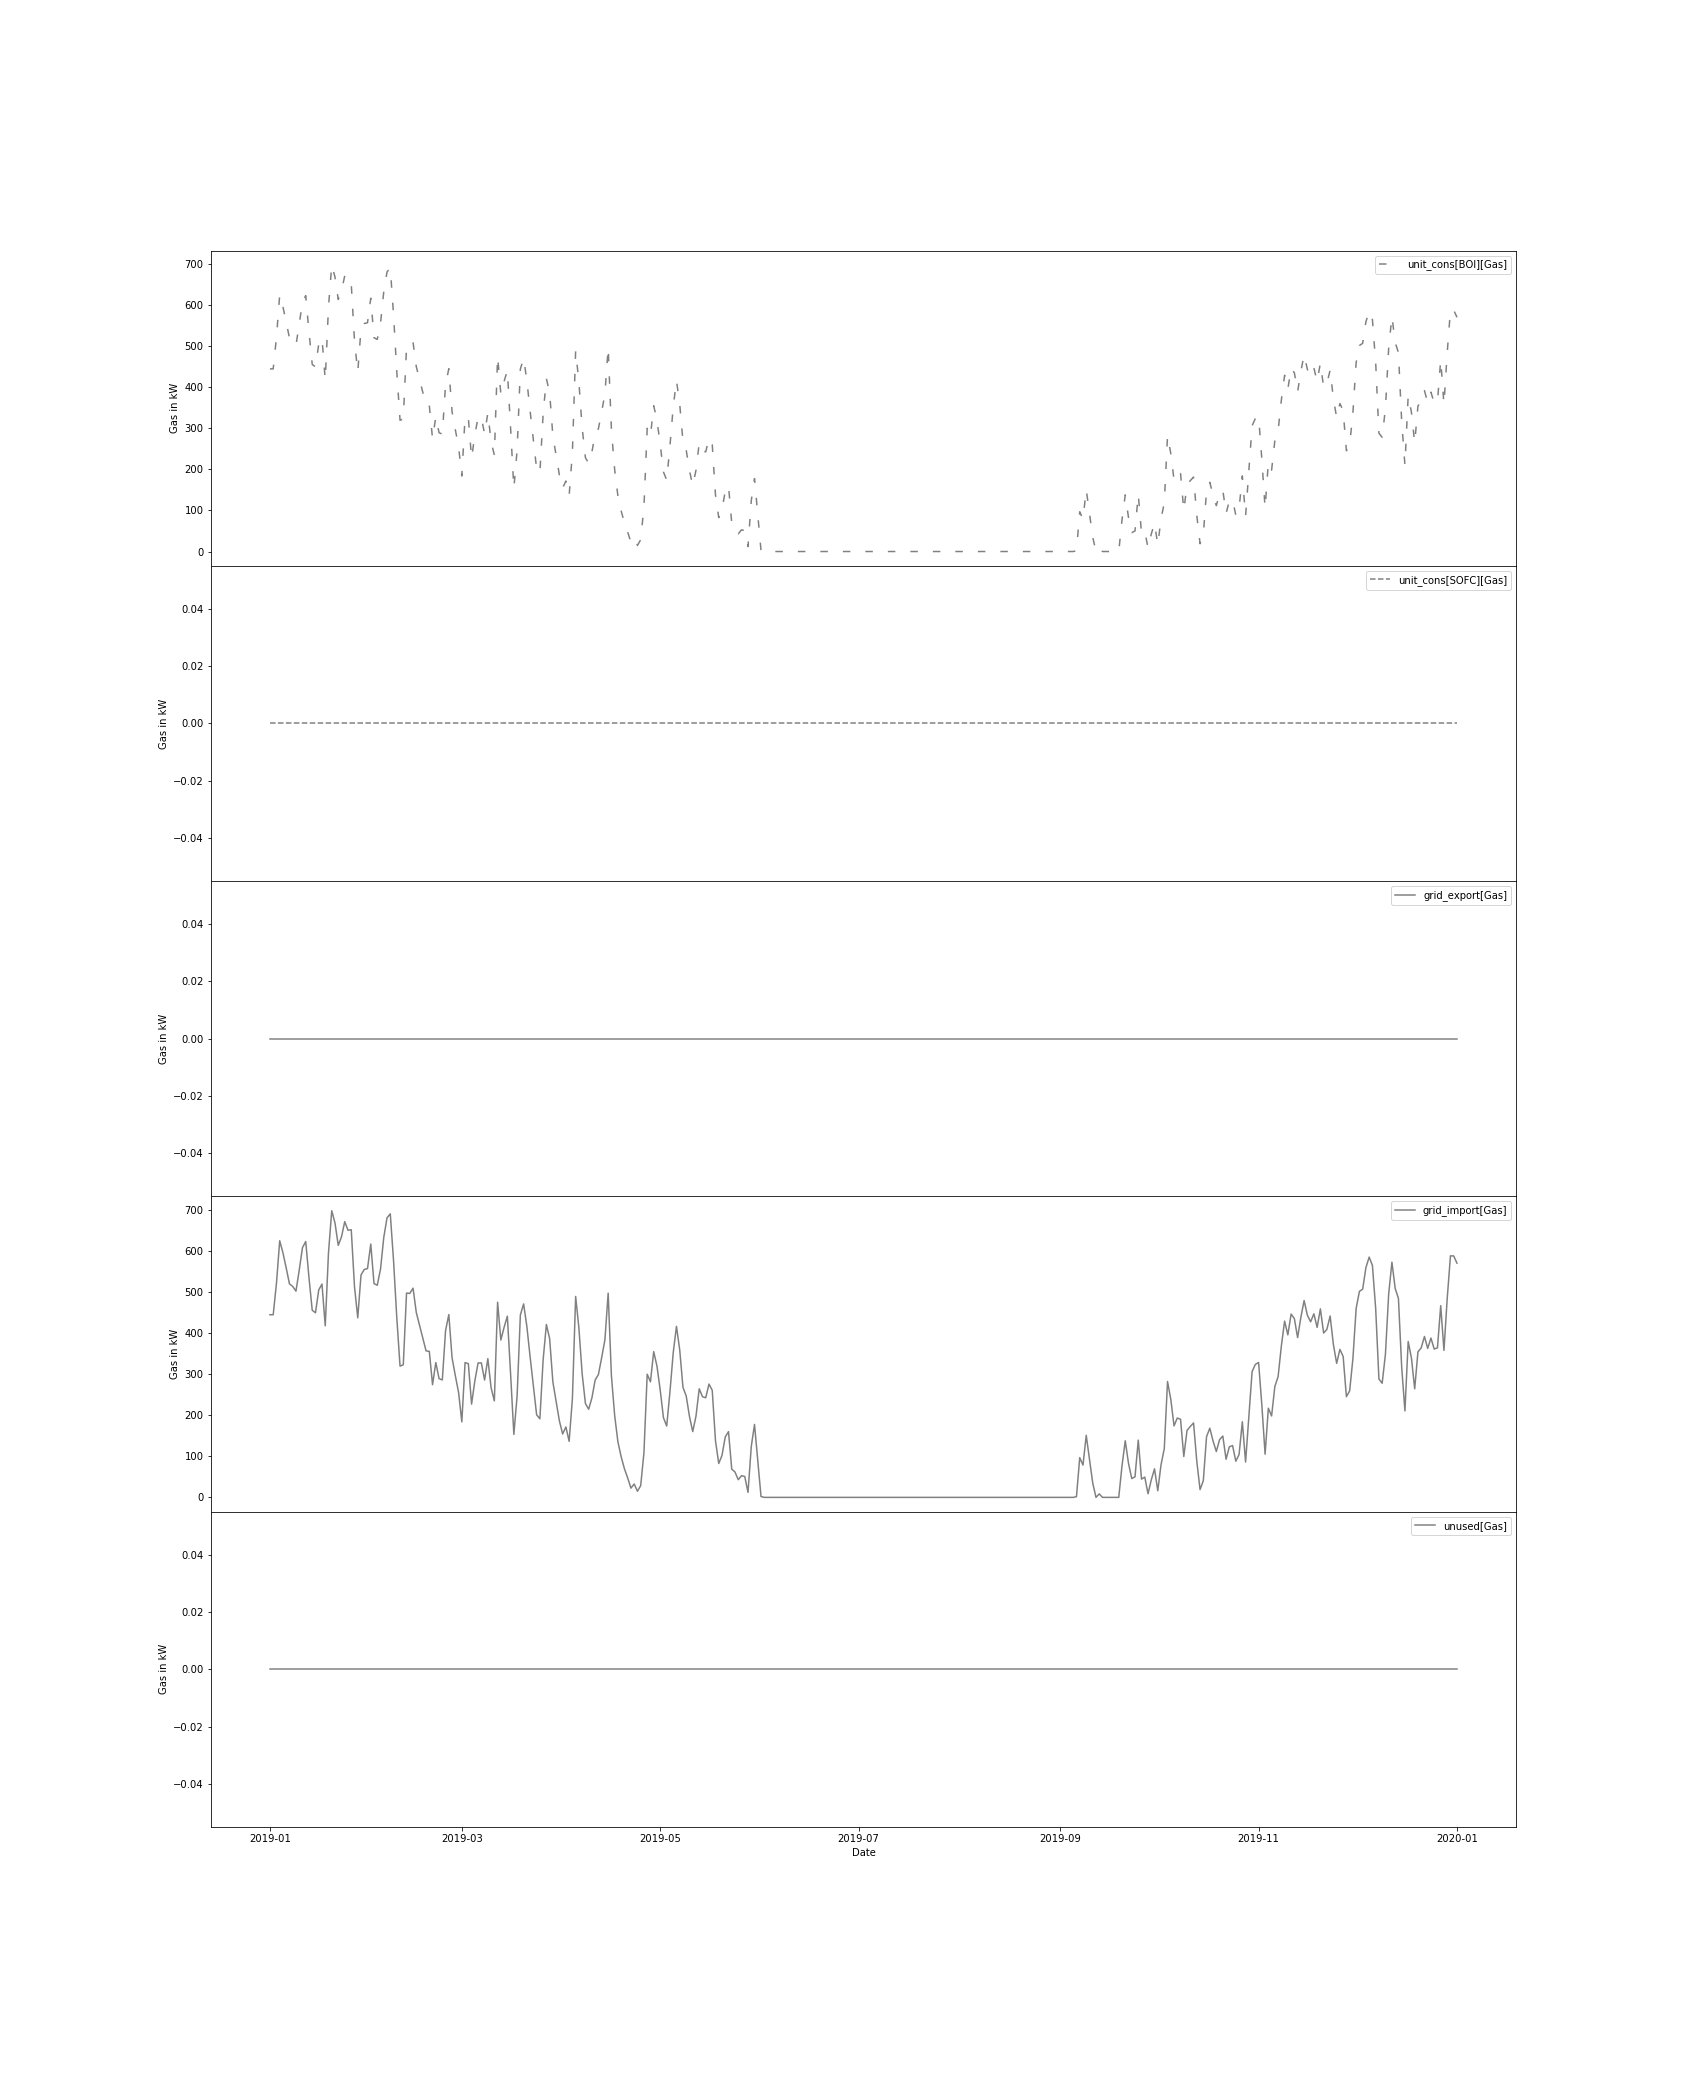 unit_cons[BOI][Gas]
700
600
500
400
300
200
100
0
Gas in kW
unit_cons[SOFC][Gas]
0.04
0.02
0.00
−0.02
−0.04
Gas in kW
grid_export[Gas]
0.04
0.02
0.00
−0.02
−0.04
Gas in kW
grid_import[Gas]
700
600
500
400
300
200
100
0
Gas in kW
unused[Gas]
0.04
0.02
0.00
−0.02
−0.04
Gas in kW
2019-01 2019-03 2019-05 2019-07 2019-09 2019-11 2020-01
Date